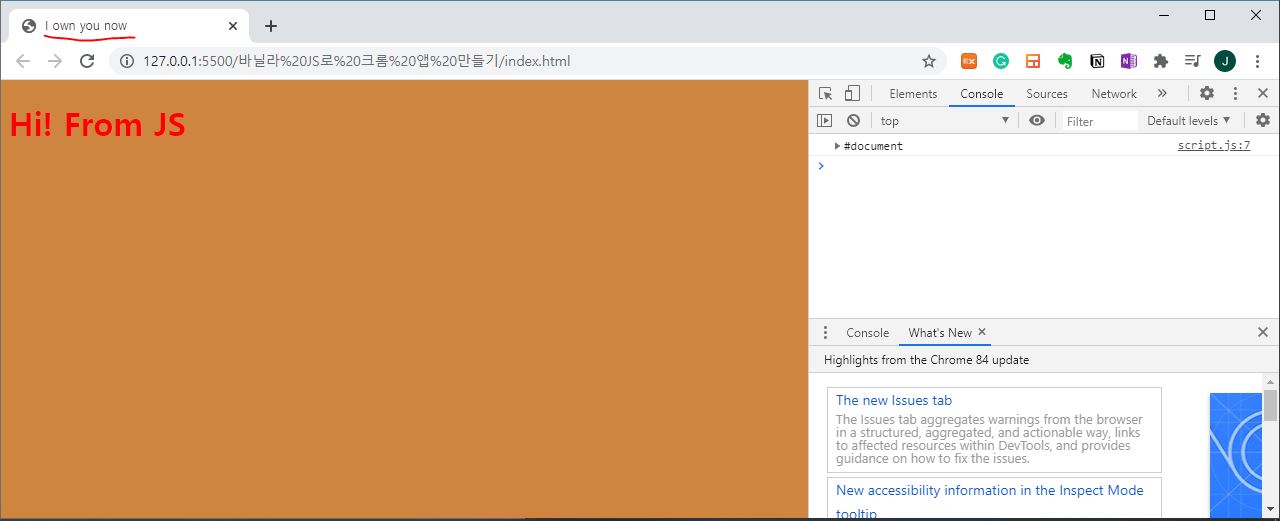 I own you now
127.0.0.1:5500/바닐라%20JS로%20크롬%20앱%20만들기/index.html
EX
J
Hi! From JS
Elements Console Sources Network »
top Filter Default levels
#document script.js:7
Console What's New
Highlights from the Chrome 84 update
The new Issues tab
The Issues tab aggregates warnings from the browser
in a structured, aggregated, and actionable way, links
to affected resources within DevTools, and provides
guidance on how to fix the issues.
New accessibility information in the Inspect Mode
tooltip